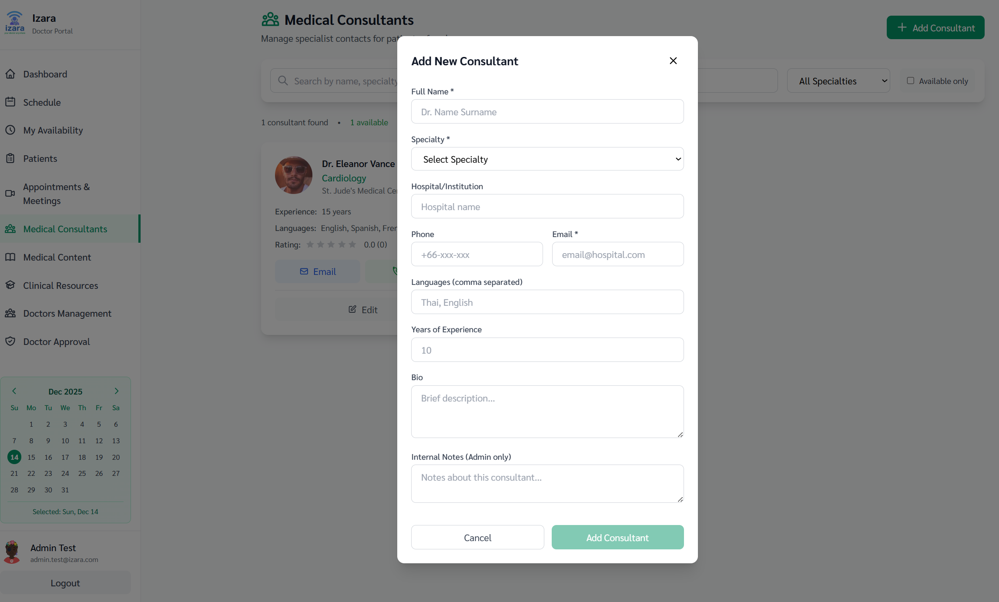 izara
Izara
Doctor Portal
Dashboard
Schedule
My Availability
Patients
Appointments &
Meetings
Medical Consultants
Medical Content
Clinical Resources
Doctors Management
Doctor Approval
Dec 2025
Su Mo Tu We Th Fr Sa
1 2 3 4 5 6
7 8 9 10 11 12 13
14 15 16 17 18 19 20
21 22 23 24 25 26 27
28 29 30 31
Selected: Sun, Dec 14
Admin Test
admin.test@izara.com
Logout
Medical Consultants
Manage specialist contacts for
Add Consultant
Search by name, specialty
All Specialties
Available only
1 consultant found • 1 available
Dr. Eleanor Vance
Cardiology
St. Jude's Medical
Experience: 15 years
Languages: English, Spanish,
Rating: 0.0 (0)
Email
Edit
Add New Consultant
Full Name *
Dr. Name Surname
Specialty *
Select Specialty
Hospital/Institution
Hospital name
Phone
+66-xxx-xxx
Email *
email@hospital.com
Languages (comma separated)
Thai, English
Years of Experience
10
Bio
Brief description...
Internal Notes (Admin only)
Notes about this consultant...
Cancel
Add Consultant